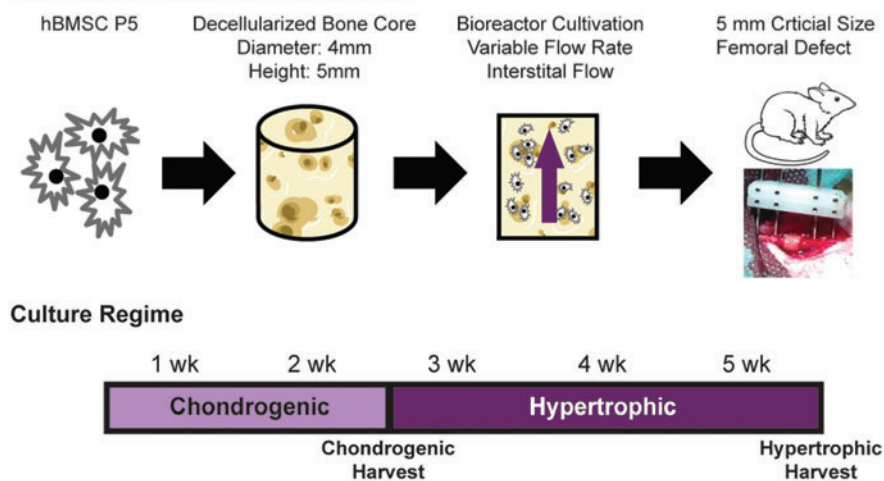 hBMSC P5
Decellularized Bone Core
Diameter: 4mm
Height: 5mm
Bioreactor Cultivation
Variable Flow Rate
Interstital Flow
5 mm Crticial Size
Femoral Defect
Culture Regime
1 wk
2 wk
3 wk
4 wk
5 wk
Chondrogenic
Hypertrophic
Chondrogenic
Harvest
Hypertrophic
Harvest